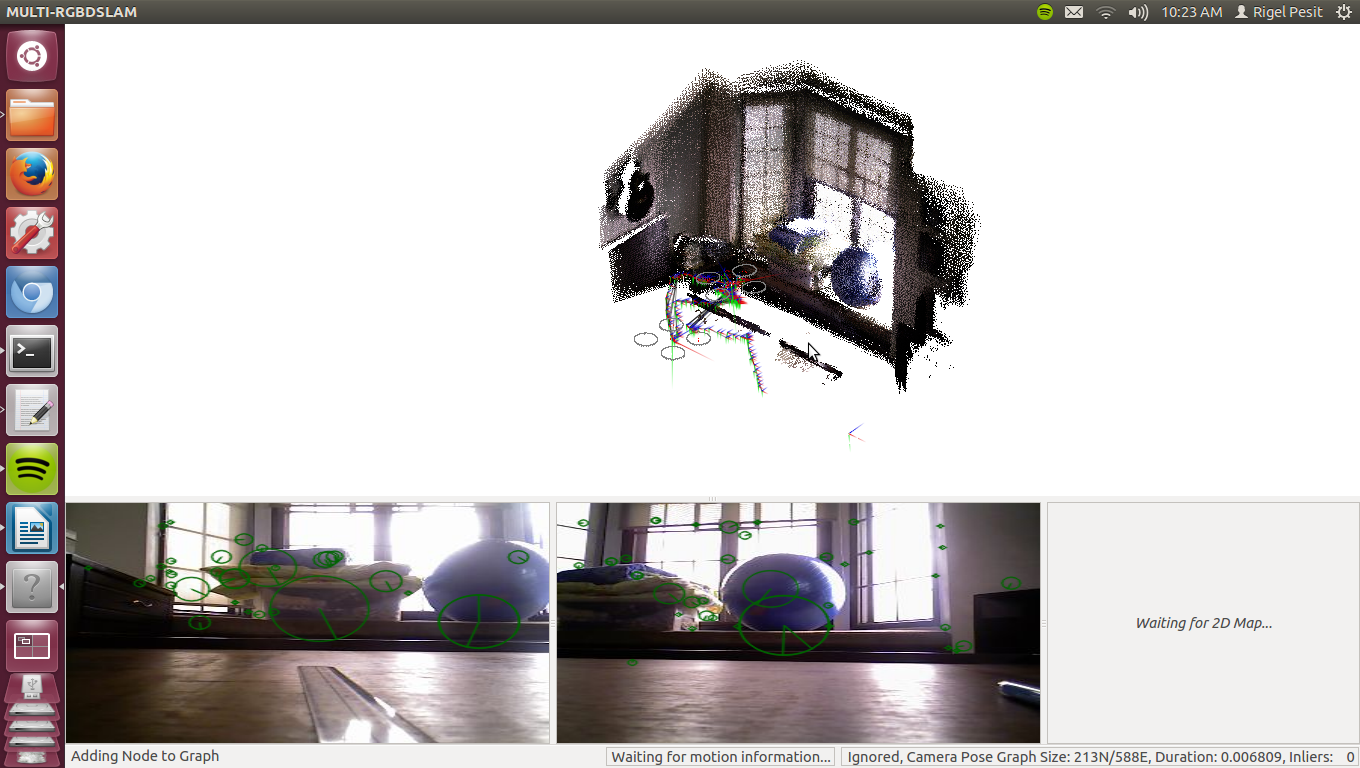 MULTI-RGBDSLAM
10:23 AM
Rigel Pesit
Waiting for 2D Map...
Adding Node to Graph
Waiting for motion information...
Ignored, Camera Pose Graph Size: 213N/588E, Duration: 0.006809, Inliers: 0